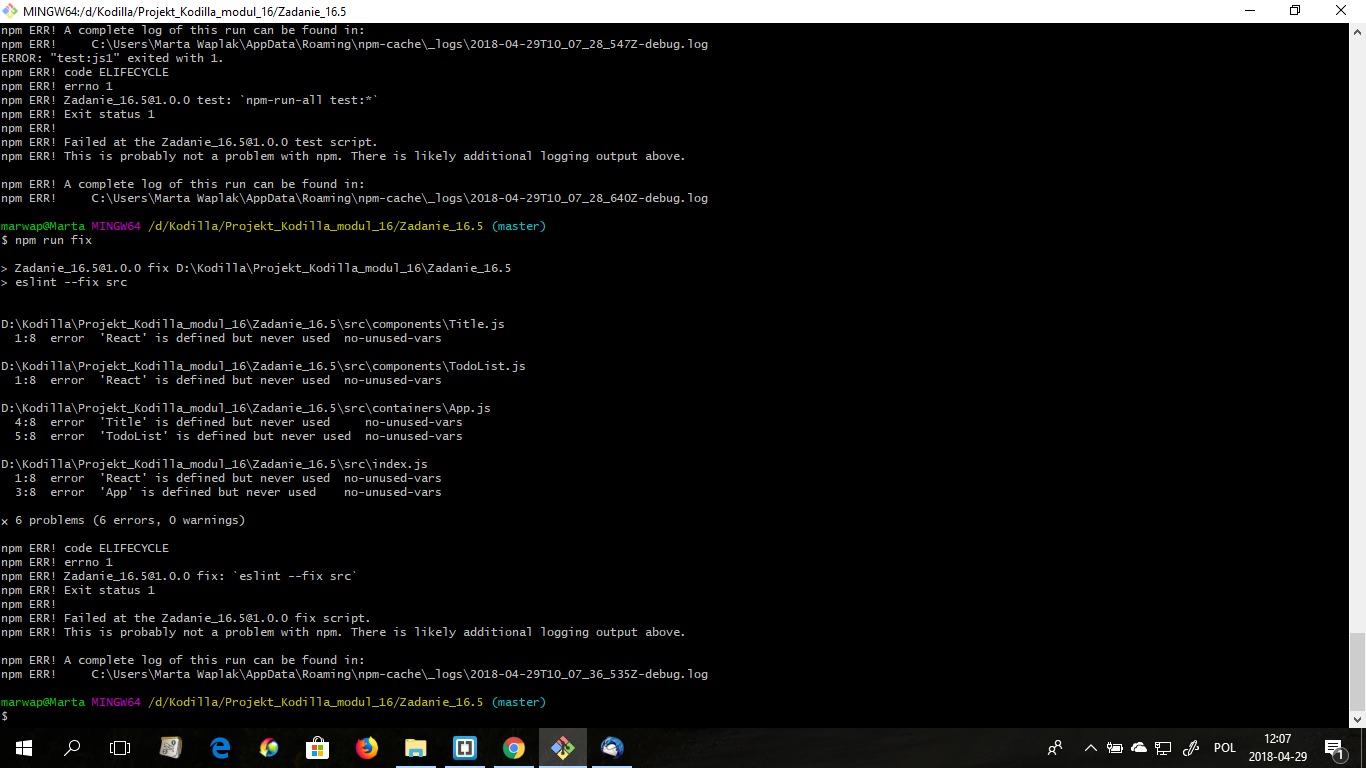 MINGW64:/d/Kodilla/Projekt_Kodilla_modul_16/Zadanie_16.5
npm ERR! A complete log of this run can be found in:
npm ERR!     C:\Users\Marta Waplak\AppData\Roaming\npm-cache\_logs\2018-04-29T10_07_28_547Z-debug.log
ERROR: "test:js1" exited with 1.
npm ERR! code ELIFECYCLE
npm ERR! errno 1
npm ERR! Zadanie_16.5@1.0.0 test: `npm-run-all test:*`
npm ERR! Exit status 1
npm ERR!
npm ERR! Failed at the Zadanie_16.5@1.0.0 test script.
npm ERR! This is probably not a problem with npm. There is likely additional logging output above.
npm ERR! A complete log of this run can be found in:
npm ERR!     C:\Users\Marta Waplak\AppData\Roaming\npm-cache\_logs\2018-04-29T10_07_28_640Z-debug.log
marwap@Marta MINGW64 /d/Kodilla/Projekt_Kodilla_modul_16/Zadanie_16.5 (master)
$ npm run fix
> Zadanie_16.5@1.0.0 fix D:\Kodilla\Projekt_Kodilla_modul_16\Zadanie_16.5
> eslint --fix src
D:\Kodilla\Projekt_Kodilla_modul_16\Zadanie_16.5\src\components\Title.js
  1:8  error  'React' is defined but never used  no-unused-vars
D:\Kodilla\Projekt_Kodilla_modul_16\Zadanie_16.5\src\components\TodoList.js
  1:8  error  'React' is defined but never used  no-unused-vars
D:\Kodilla\Projekt_Kodilla_modul_16\Zadanie_16.5\src\containers\App.js
  4:8  error  'Title' is defined but never used     no-unused-vars
  5:8  error  'TodoList' is defined but never used  no-unused-vars
D:\Kodilla\Projekt_Kodilla_modul_16\Zadanie_16.5\src\index.js
  1:8  error  'React' is defined but never used  no-unused-vars
  3:8  error  'App' is defined but never used    no-unused-vars
× 6 problems (6 errors, 0 warnings)
npm ERR! code ELIFECYCLE
npm ERR! errno 1
npm ERR! Zadanie_16.5@1.0.0 fix: `eslint --fix src`
npm ERR! Exit status 1
npm ERR!
npm ERR! Failed at the Zadanie_16.5@1.0.0 fix script.
npm ERR! This is probably not a problem with npm. There is likely additional logging output above.
npm ERR! A complete log of this run can be found in:
npm ERR!     C:\Users\Marta Waplak\AppData\Roaming\npm-cache\_logs\2018-04-29T10_07_36_535Z-debug.log
marwap@Marta MINGW64 /d/Kodilla/Projekt_Kodilla_modul_16/Zadanie_16.5 (master)
$
POL
12:07
2018-04-29
1